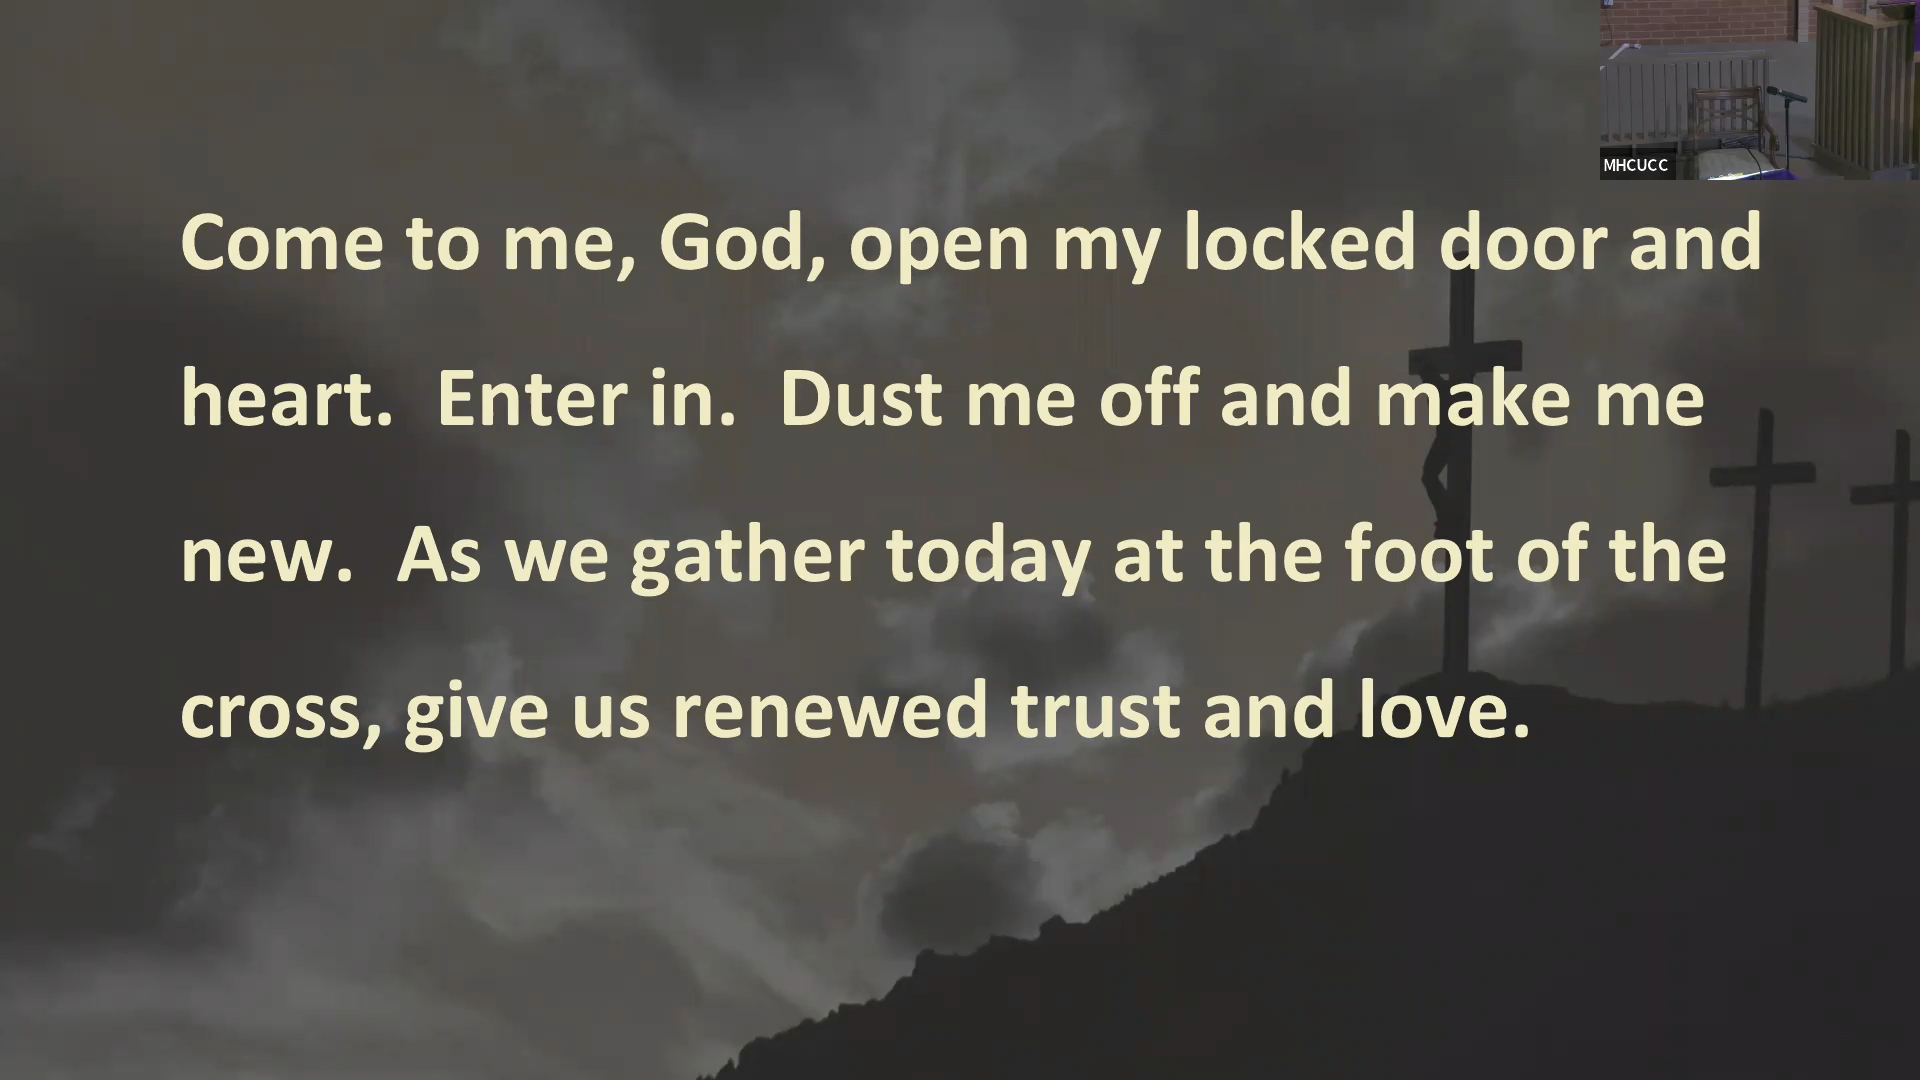 MHCUCC
Come to me, God, open my locked door and
heart.  Enter in.  Dust me off and make me
new.  As we gather today at the foot of the
cross, give us renewed trust and love.